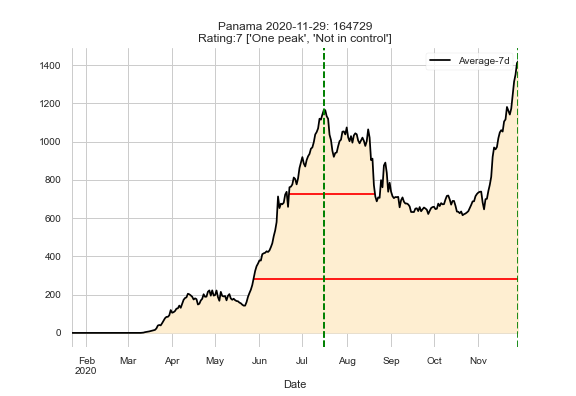 Panama 2020-11-29: 164729
Rating:7 ['One peak', 'Not in control']
Average-7d
1400
1200
1000
800
600
400
200
0
Feb Mar Apr May Jun Jul Aug Sep Oct Nov
2020
Date